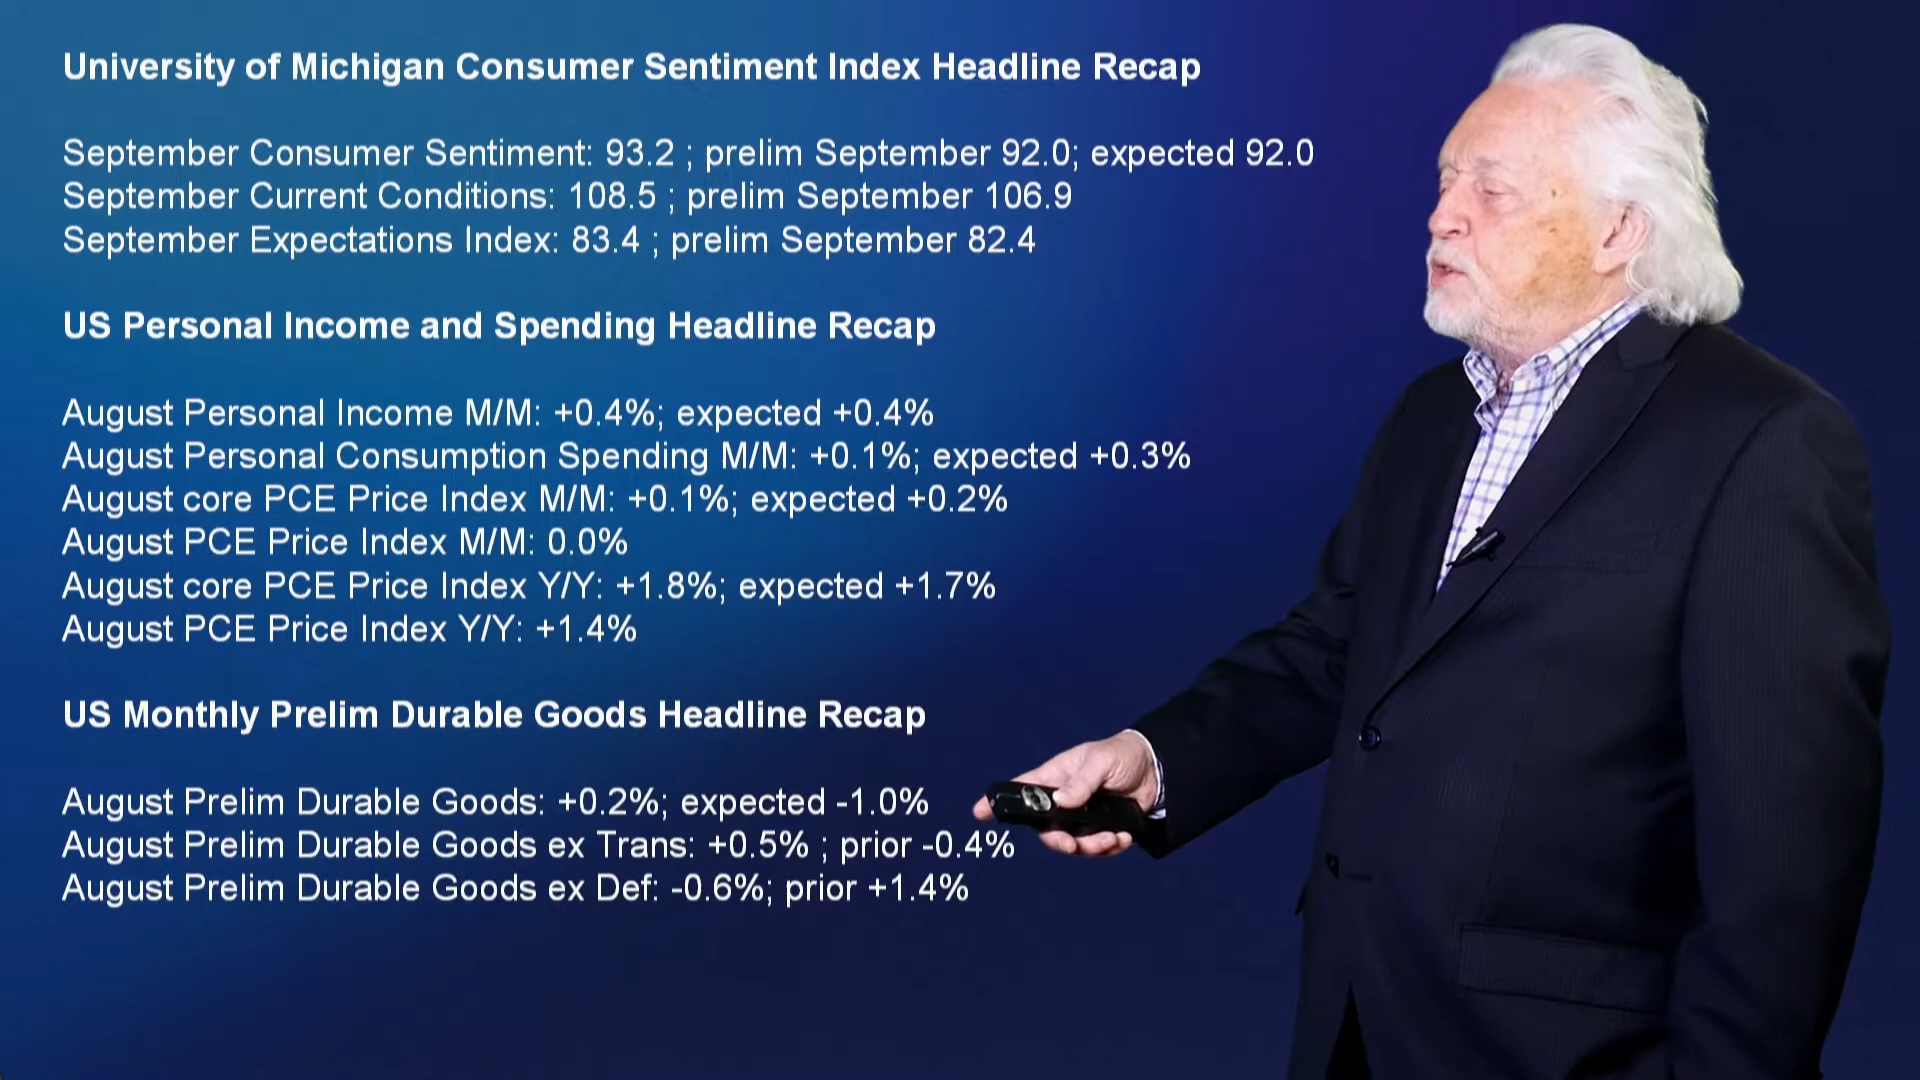 University of Michigan Consumer Sentiment Index Headline Recap
September Consumer Sentiment: 93.2 ; prelim September 92.0; expected 92.0
September Current Conditions: 108.5 ; prelim September 106.9
September Expectations Index: 83.4 ; prelim September 82.4
US Personal Income and Spending Headline Recap
August Personal Income M/M: +0.4%; expected +0.4%
August Personal Consumption Spending M/M: +0.1%; expected +0.3%
August core PCE Price Index M/M: +0.1%; expected +0.2%
August PCE Price Index M/M: 0.0%
August core PCE Price Index Y/Y: +1.8%; expected +1.7%
August PCE Price Index Y/Y: +1.4%
US Monthly Prelim Durable Goods Headline Recap
August Prelim Durable Goods: +0.2%; expected -1.0%
August Prelim Durable Goods ex Trans: +0.5% ; prior -0.4%
August Prelim Durable Goods ex Def: -0.6%; prior +1.4%